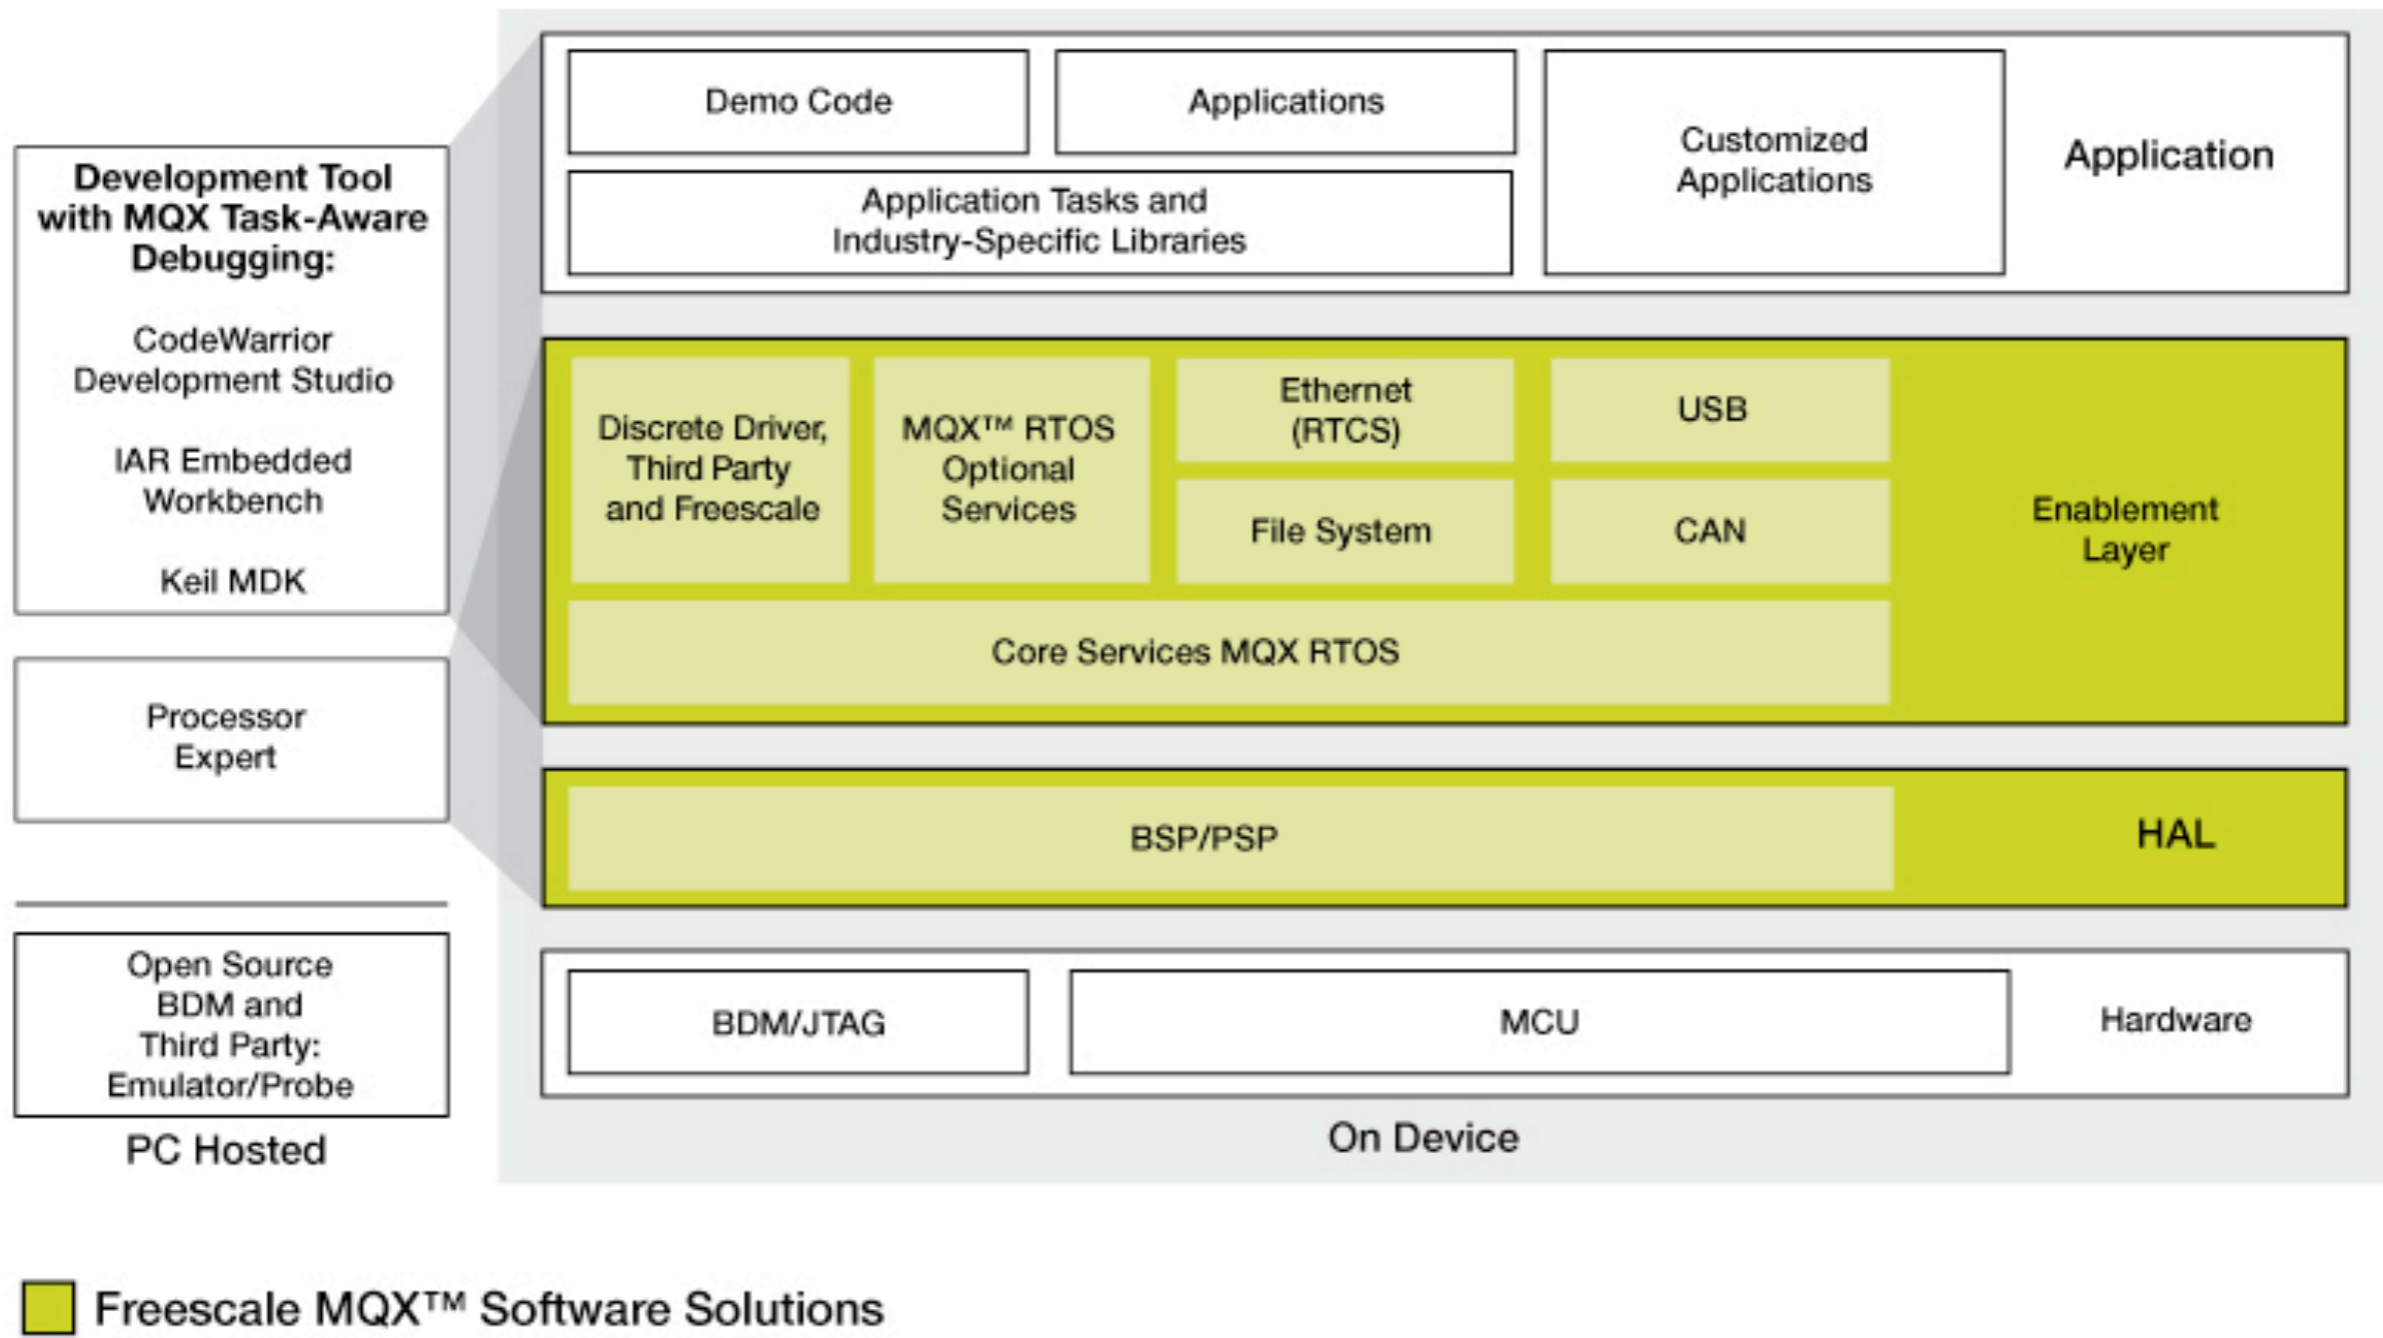 Development Tool
with MQX Task-Aware
Debugging:
CodeWarrior
Development Studio
IAR Embedded
Workbench
Keil MDK
Processor
Expert
Open Source
BDM and
Third Party:
Emulator/Probe
PC Hosted
Demo Code
Applications
Application Tasks and
Industry-Specific Libraries
Customized
Applications
Application
Discrete Driver,
Third Party
and Freescale
MQX™ RTOS
Optional
Services
Ethernet
(RTCS)
File System
USB
CAN
Core Services MQX RTOS
Enablement
Layer
BSP/PSP
HAL
BDM/JTAG
MCU
Hardware
On Device
Freescale MQX™ Software Solutions